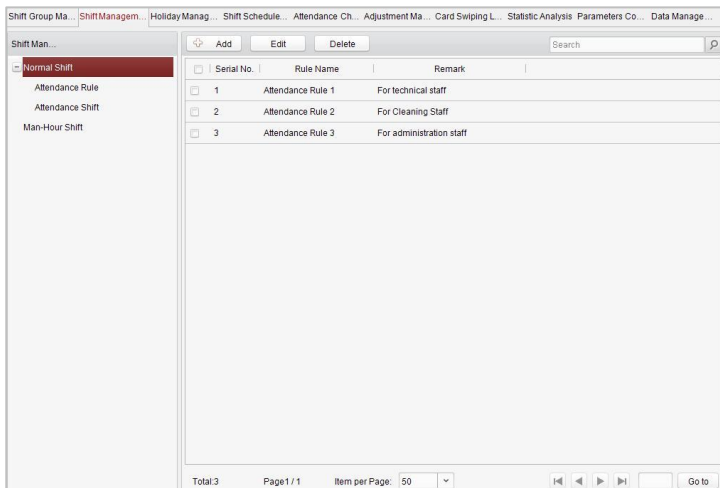 Shift Group Ma... Shift Managem... Holiday Manag... Shift Schedule... Attendance Ch... Adjustment Ma... Card Swiping L... Statistic Analysis Parameters Co... Data Manage...
Shift Man...
Add Edit Delete Search
Normal Shift
Attendance Rule
Attendance Shift
Man-Hour Shift
Serial No. Rule Name Remark
1 Attendance Rule 1 For technical staff
2 Attendance Rule 2 For Cleaning Staff
3 Attendance Rule 3 For administration staff
Total:3 Page1 / 1 Item per Page: 50 Go to